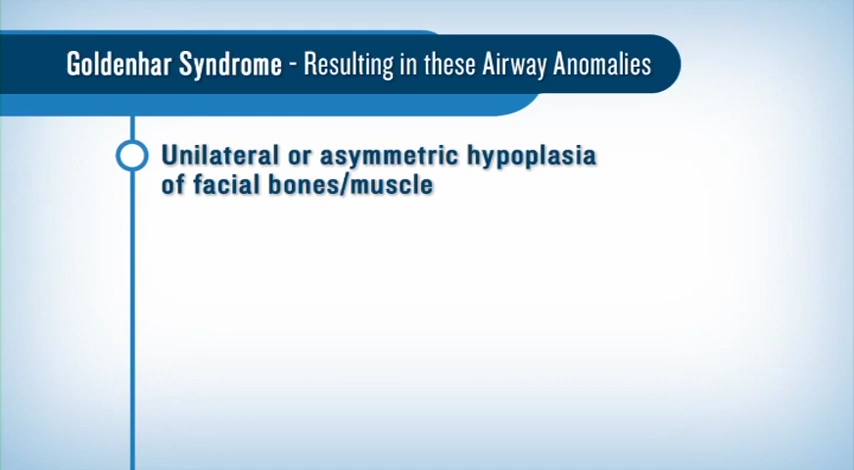 Goldenhar Syndrome - Resulting in these Airway Anomalies
Unilateral or asymmetric hypoplasia
of facial bones/muscle